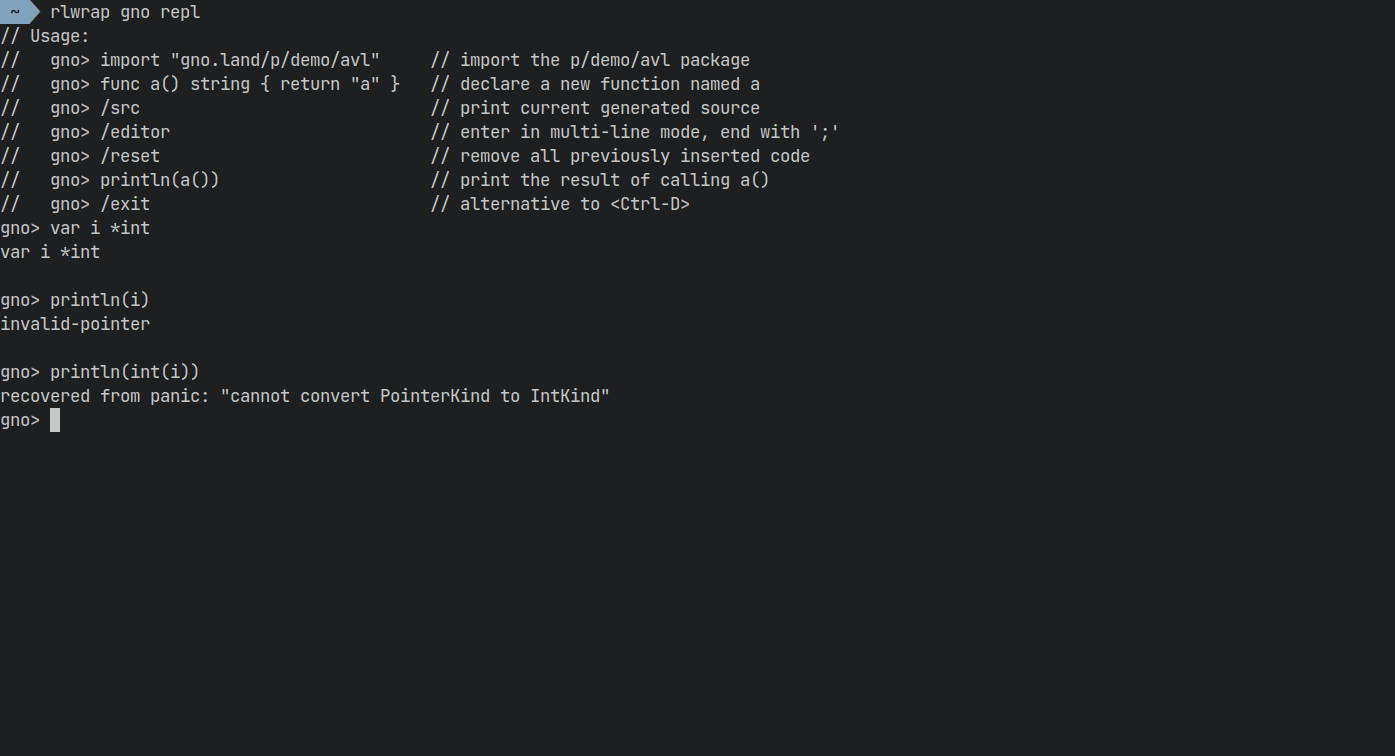 ~ rlwrap gno repl
// Usage:
//   gno> import "gno.land/p/demo/avl"     // import the p/demo/avl package
//   gno> func a() string { return "a" }   // declare a new function named a
//   gno> /src                             // print current generated source
//   gno> /editor                          // enter in multi-line mode, end with ';'
//   gno> /reset                           // remove all previously inserted code
//   gno> println(a())                     // print the result of calling a()
//   gno> /exit                            // alternative to <Ctrl-D>
gno> var i *int
var i *int

gno> println(i)
invalid-pointer

gno> println(int(i))
recovered from panic: "cannot convert PointerKind to IntKind"
gno>